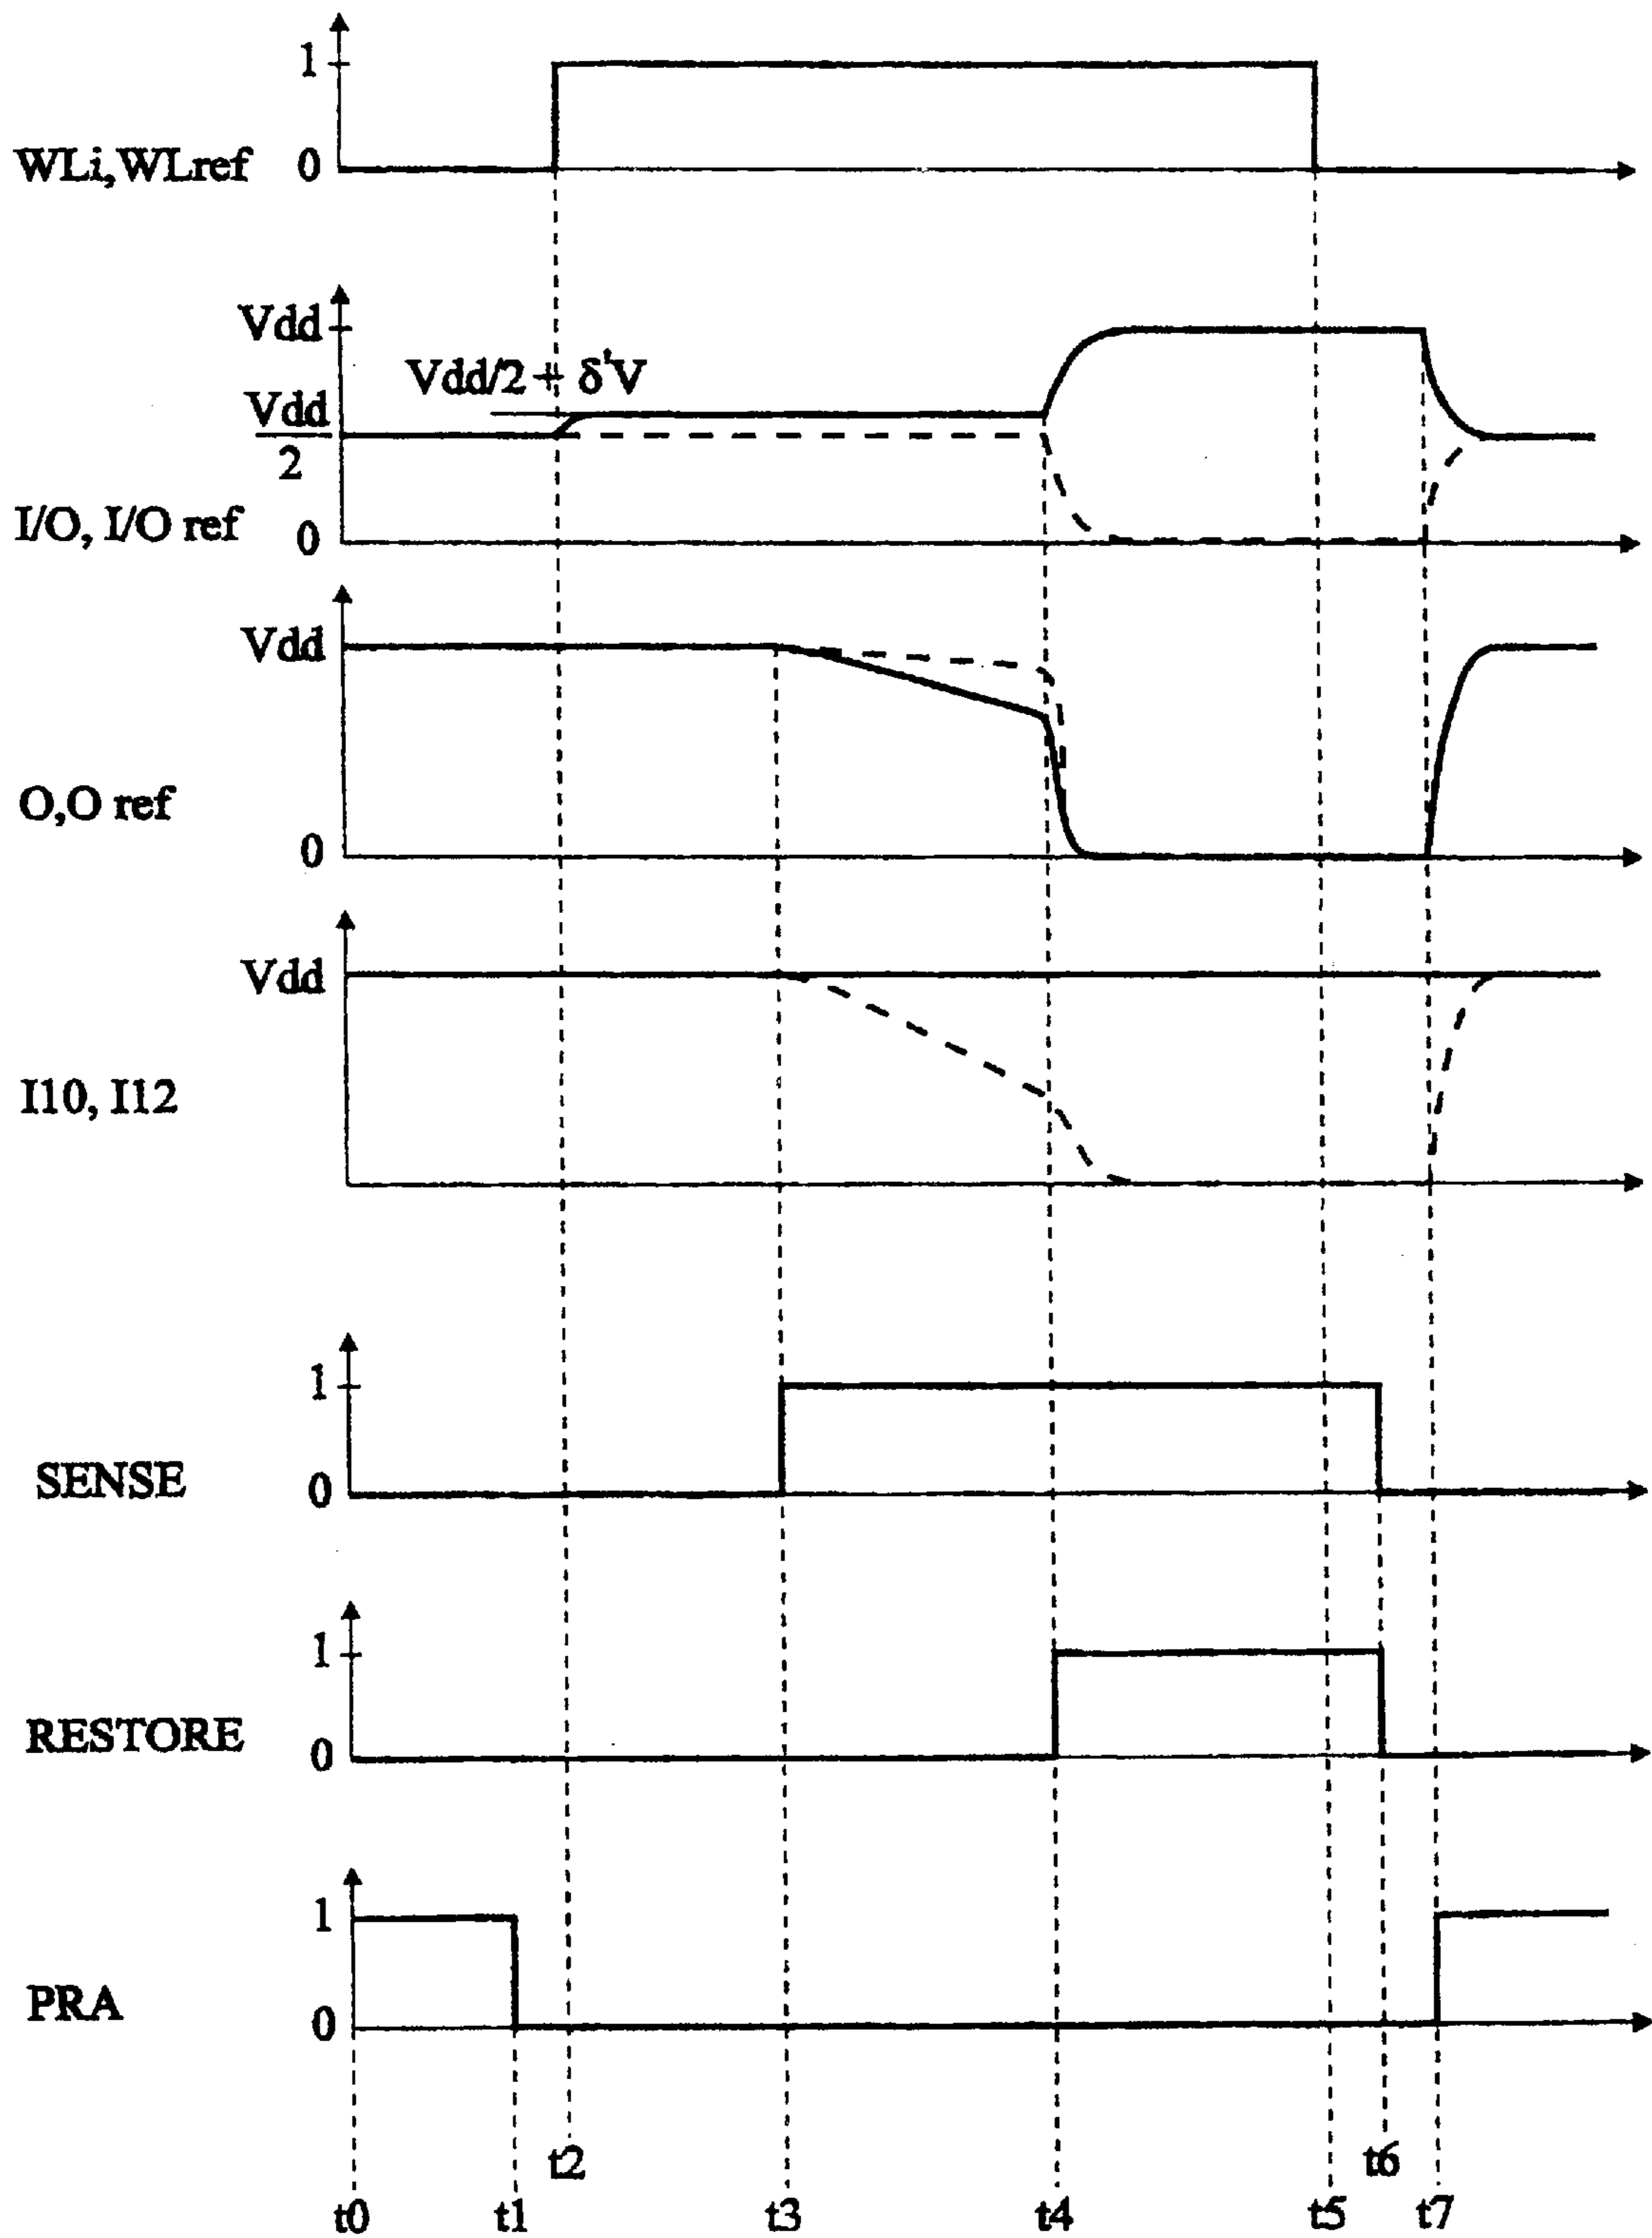 1
WLi,WLref 0
Vdd
Vdd/2 + δ'V
Vdd
2
I/O, I/O ref 0
Vdd
O,O ref
0
Vdd
I10, I12
1
SENSE 0
1
RESTORE 0
1
PRA 0
t2 t6
t0 t1 t3 t4 t5 t7